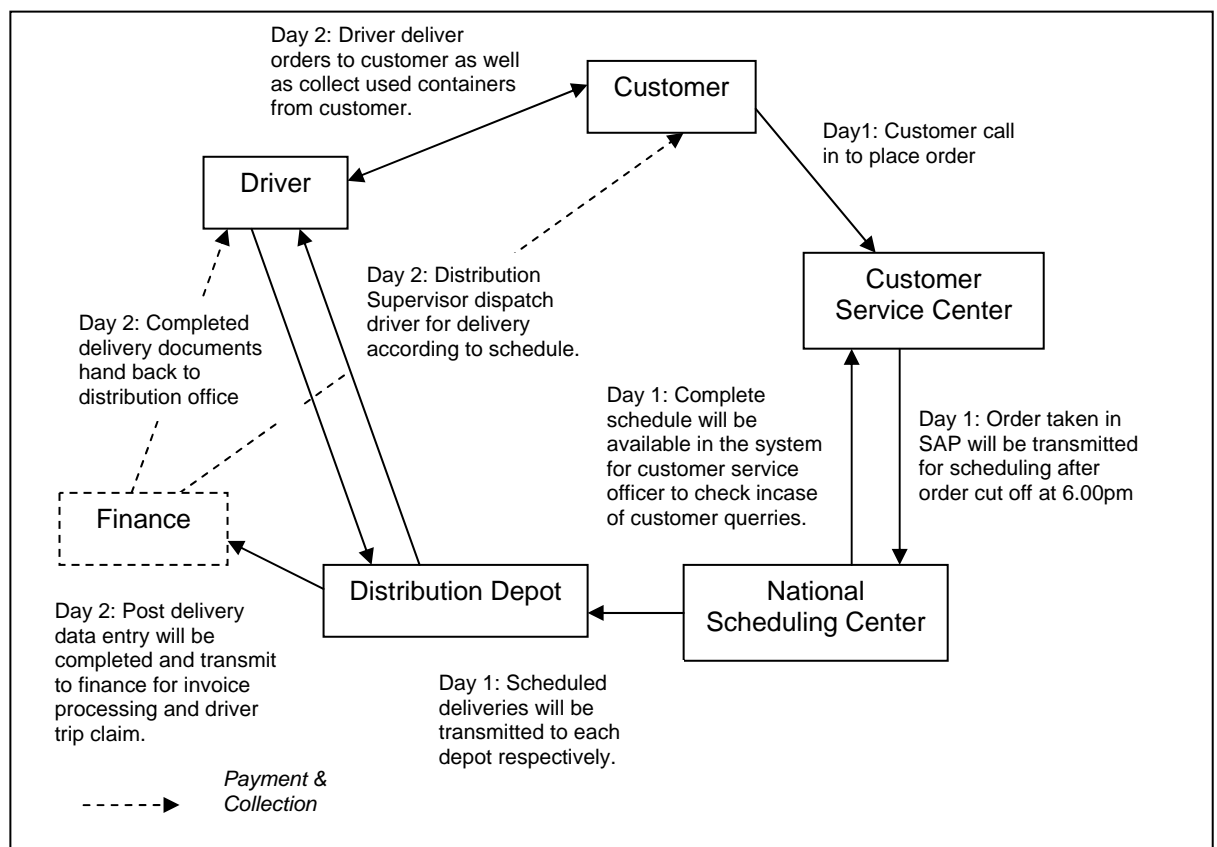 Day 2: Driver deliver
orders to customer as well
as collect used containers
from customer.
Customer
Day1: Customer call
in to place order
Driver
Customer
Service Center
Day 2: Distribution
Supervisor dispatch
driver for delivery
according to schedule.
Day 2: Completed
delivery documents
hand back to
distribution office
Day 1: Complete
schedule will be
available in the system
for customer service
officer to check incase
of customer querries.
Day 1: Order taken in
SAP will be transmitted
for scheduling after
order cut off at 6.00pm
Finance
Distribution Depot
National
Scheduling Center
Day 2: Post delivery
data entry will be
completed and transmit
to finance for invoice
processing and driver
trip claim.
Day 1: Scheduled
deliveries will be
transmitted to each
depot respectively.
Payment &
Collection